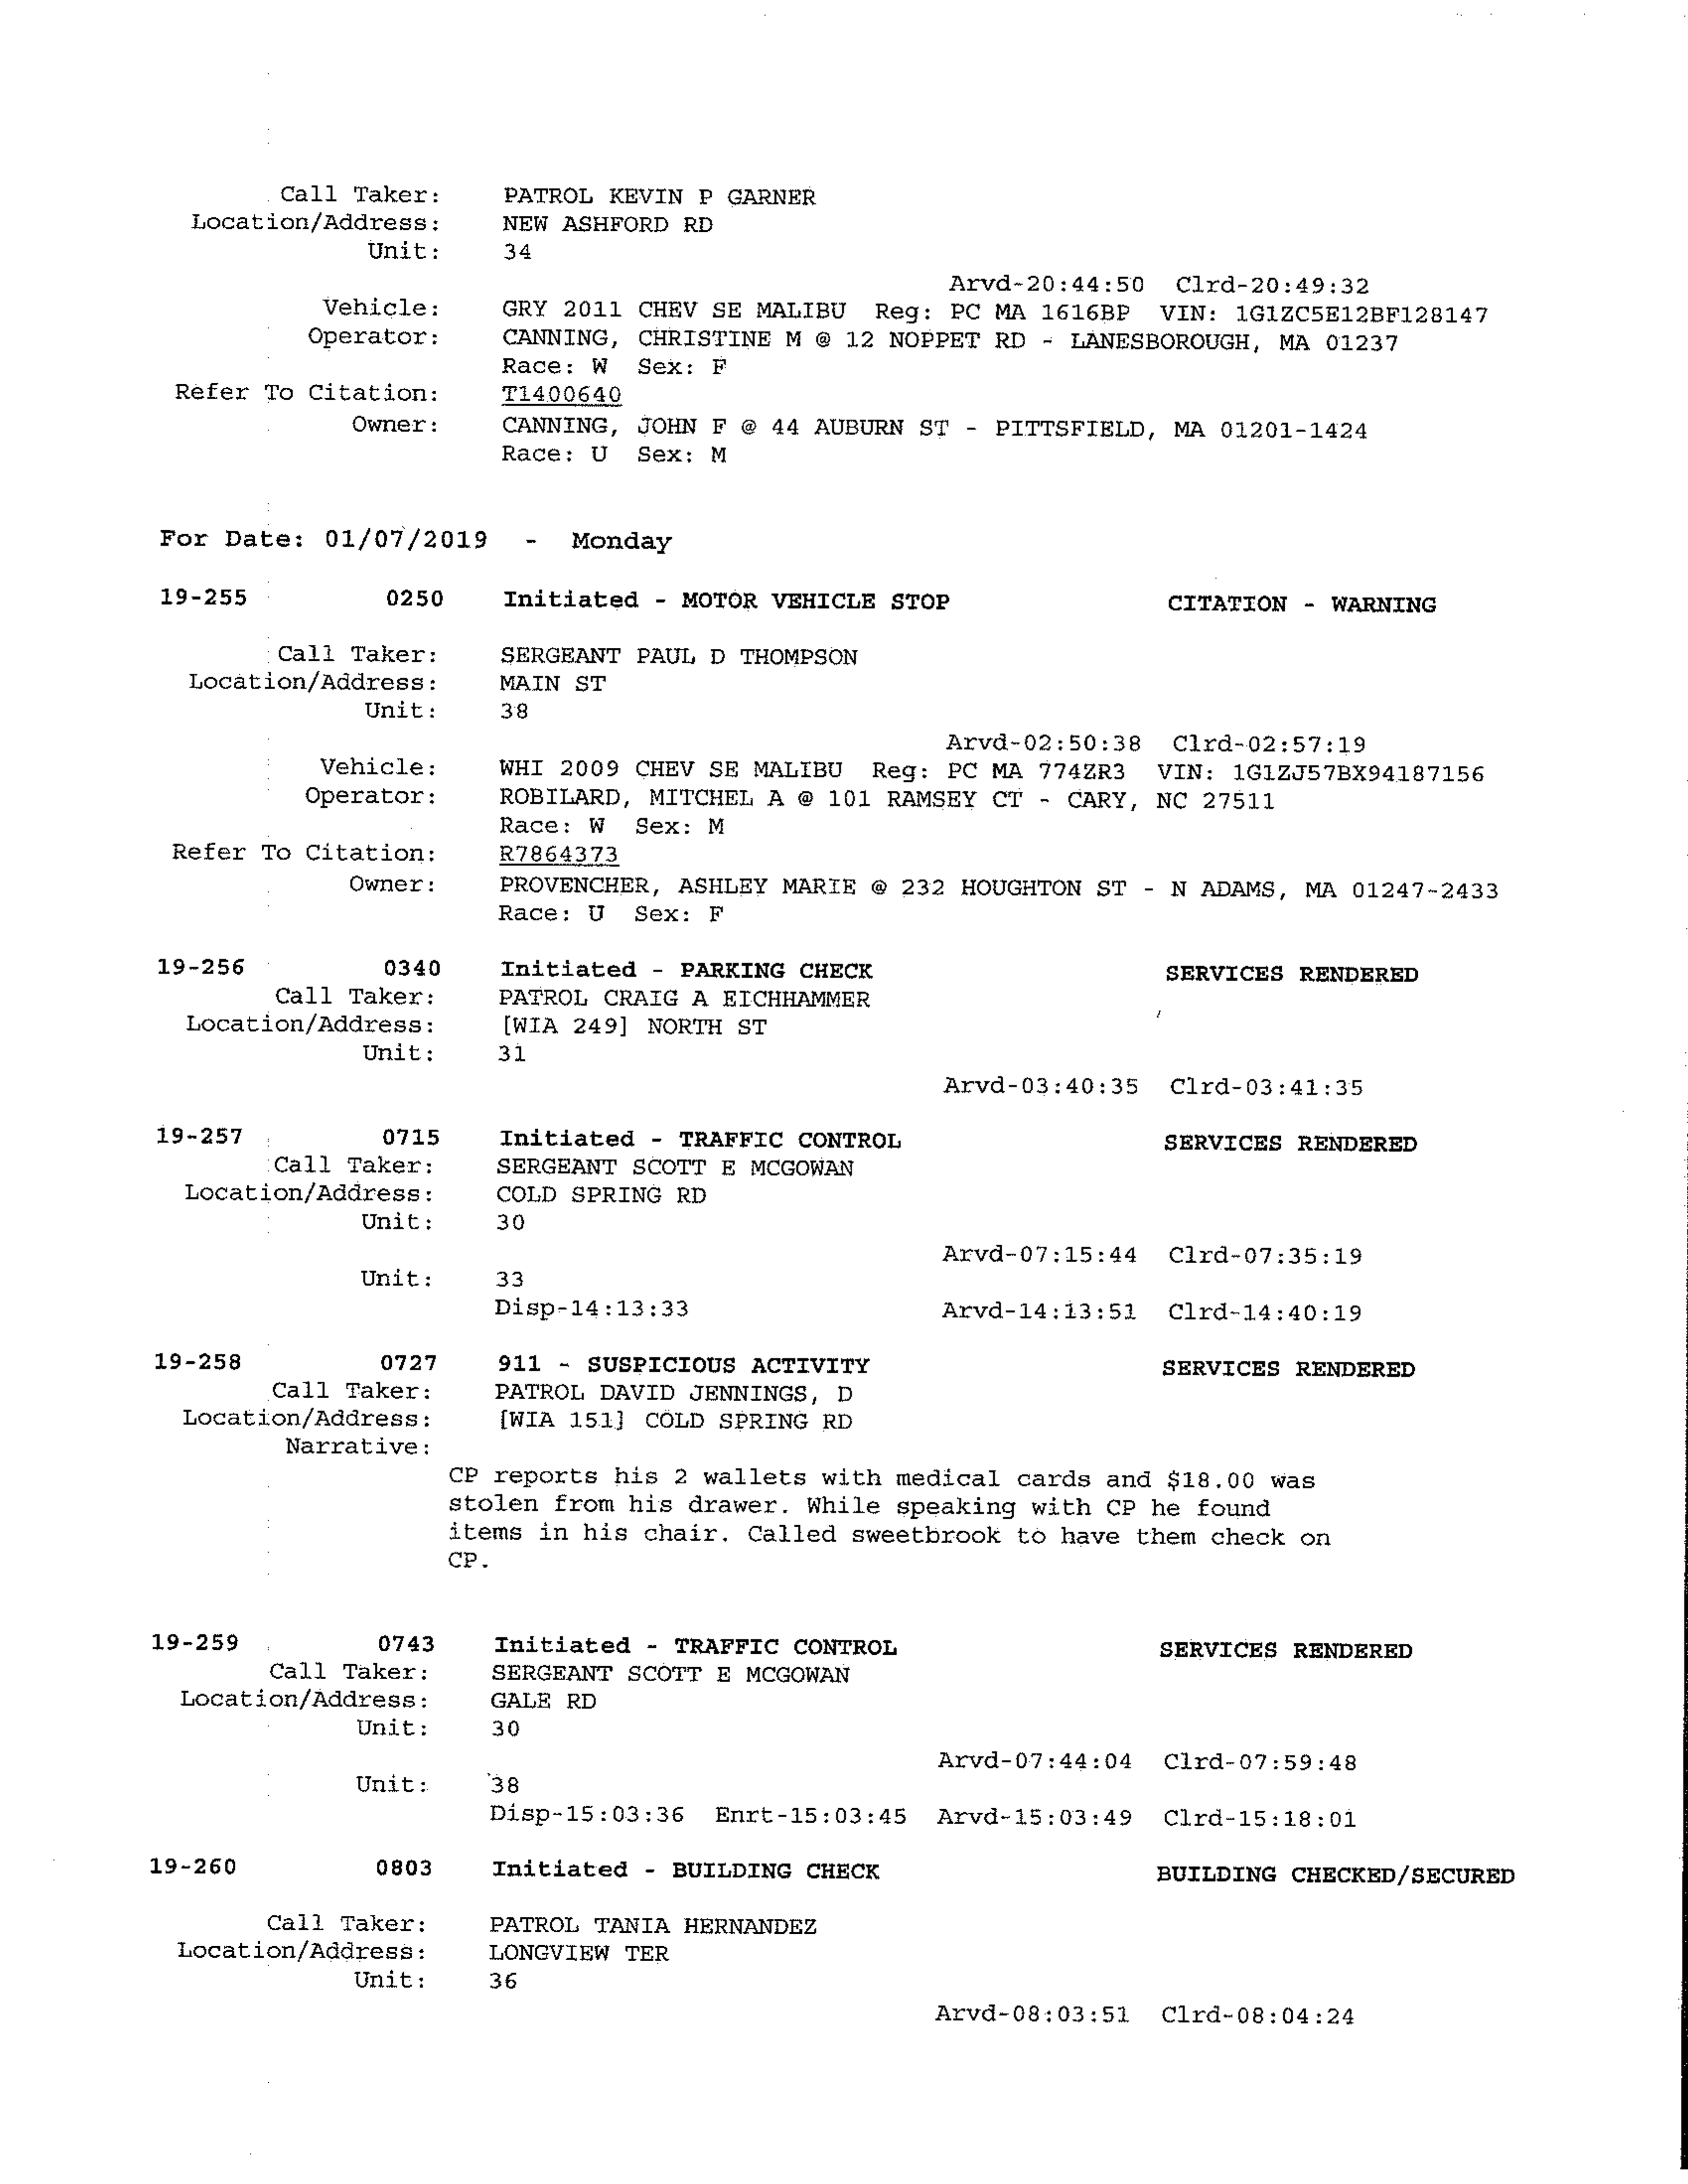 Call Taker: PATROL KEVIN P GARNER
Location/Address: NEW ASHFORD RD
Unit: 34
Arvd-20:44:50 Clrd-20:49:32
Vehicle: GRY 2011 CHEV SE MALIBU Reg: PC MA 1616BP VIN: 1G1ZC5E12BF128147
Operator: CANNING, CHRISTINE M @ 12 NOPPET RD - LANESBOROUGH, MA 01237
Race: W Sex: F
Refer To Citation: T1400640
Owner: CANNING, JOHN F @ 44 AUBURN ST - PITTSFIELD, MA 01201-1424
Race: U Sex: M
For Date: 01/07/2019 - Monday
19-255 0250 Initiated - MOTOR VEHICLE STOP CITATION - WARNING
Call Taker: SERGEANT PAUL D THOMPSON
Location/Address: MAIN ST
Unit: 38
Arvd-02:50:38 Clrd-02:57:19
Vehicle: WHI 2009 CHEV SE MALIBU Reg: PC MA 774ZR3 VIN: 1G1ZJ57BX94187156
Operator: ROBILARD, MITCHEL A @ 101 RAMSEY CT - CARY, NC 27511
Race: W Sex: M
Refer To Citation: R7864373
Owner: PROVENCHER, ASHLEY MARIE @ 232 HOUGHTON ST - N ADAMS, MA 01247-2433
Race: U Sex: F
19-256 0340 Initiated - PARKING CHECK SERVICES RENDERED
Call Taker: PATROL CRAIG A EICHHAMMER
Location/Address: [WIA 249] NORTH ST
Unit: 31
Arvd-03:40:35 Clrd-03:41:35
19-257 0715 Initiated - TRAFFIC CONTROL SERVICES RENDERED
Call Taker: SERGEANT SCOTT E MCGOWAN
Location/Address: COLD SPRING RD
Unit: 30
Arvd-07:15:44 Clrd-07:35:19
Unit: 33
Disp-14:13:33 Arvd-14:13:51 Clrd-14:40:19
19-258 0727 911 - SUSPICIOUS ACTIVITY SERVICES RENDERED
Call Taker: PATROL DAVID JENNINGS, D
Location/Address: [WIA 151] COLD SPRING RD
Narrative:
CP reports his 2 wallets with medical cards and $18.00 was
stolen from his drawer. While speaking with CP he found
items in his chair. Called sweetbrook to have them check on
CP.
19-259 0743 Initiated - TRAFFIC CONTROL SERVICES RENDERED
Call Taker: SERGEANT SCOTT E MCGOWAN
Location/Address: GALE RD
Unit: 30
Arvd-07:44:04 Clrd-07:59:48
Unit: 38
Disp-15:03:36 Enrt-15:03:45 Arvd-15:03:49 Clrd-15:18:01
19-260 0803 Initiated - BUILDING CHECK BUILDING CHECKED/SECURED
Call Taker: PATROL TANIA HERNANDEZ
Location/Address: LONGVIEW TER
Unit: 36
Arvd-08:03:51 Clrd-08:04:24